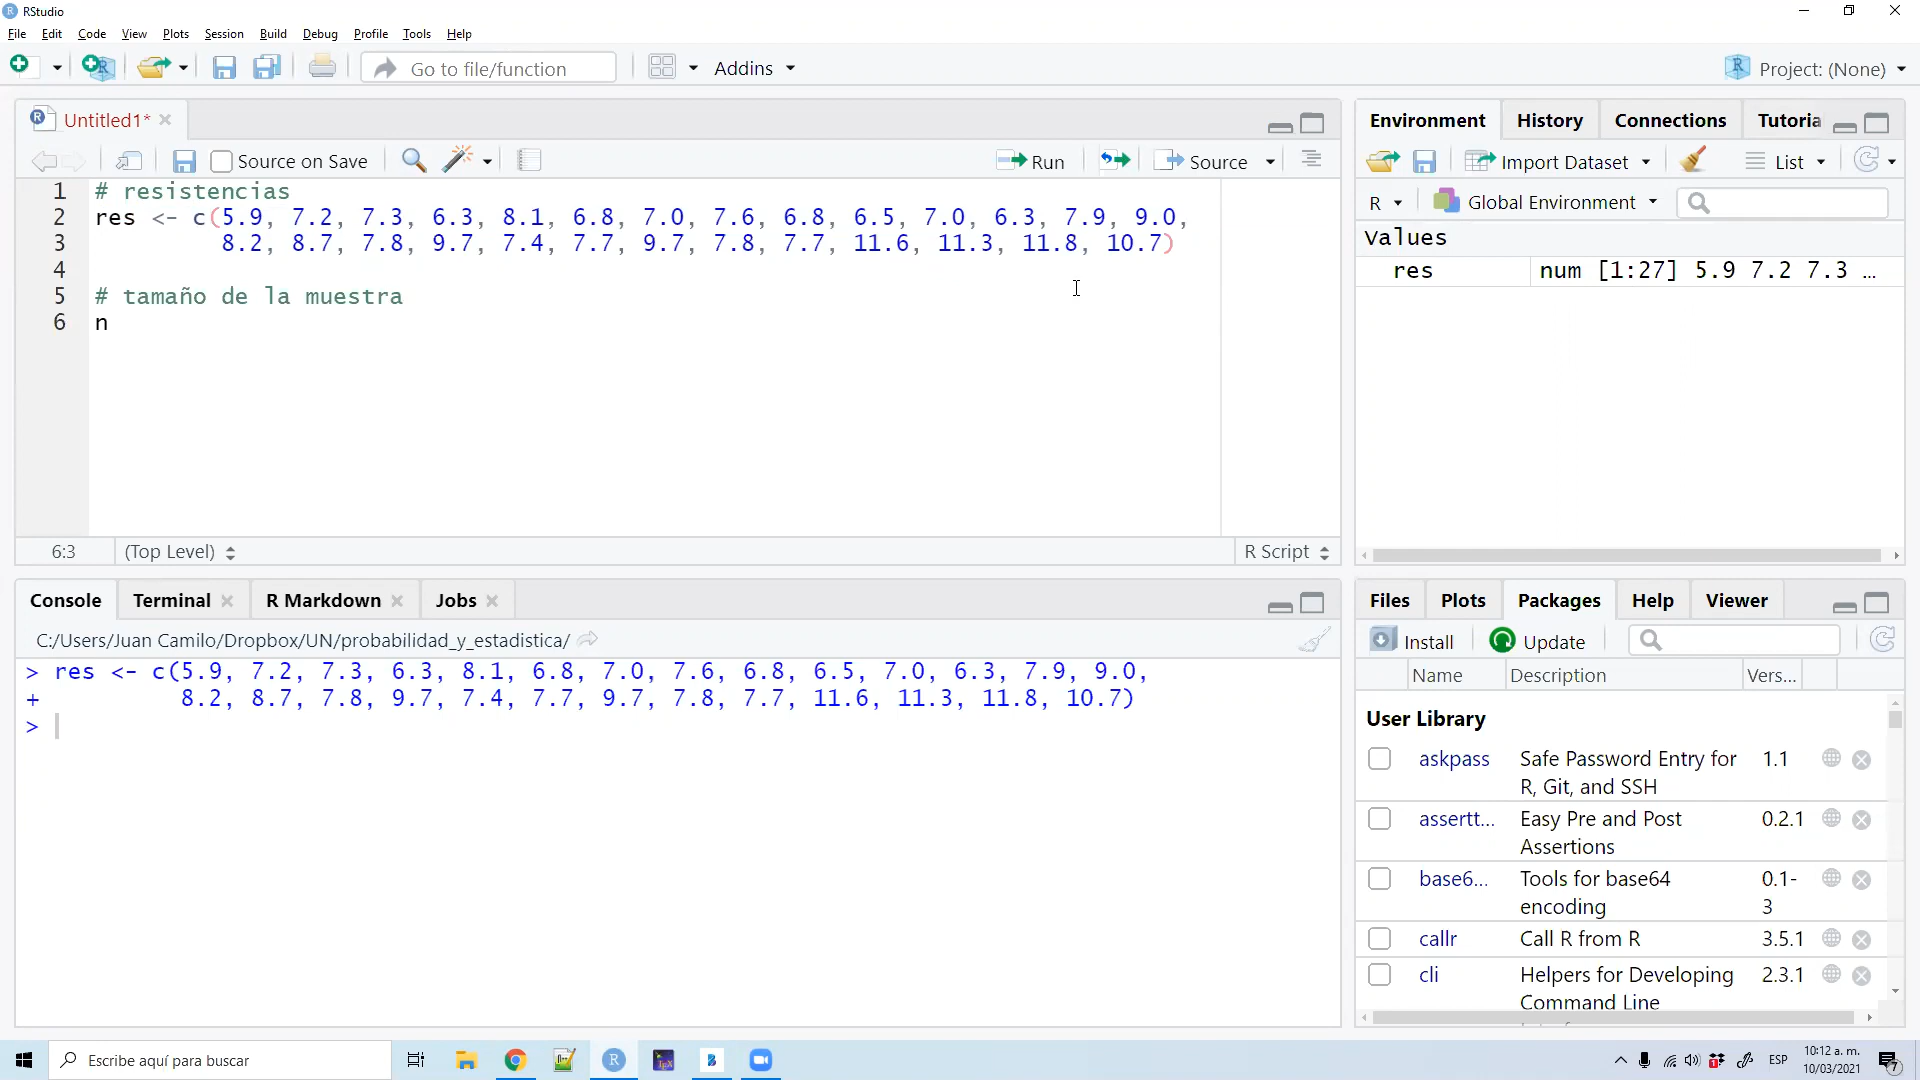 RStudio
File Edit Code View Plots Session Build Debug Profile Tools Help
Go to file/function Addins Project: (None)
Untitled1*
Source on Save Run Source
1 # resistencias
2 res <- c(5.9, 7.2, 7.3, 6.3, 8.1, 6.8, 7.0, 7.6, 6.8, 6.5, 7.0, 6.3, 7.9, 9.0,
3 8.2, 8.7, 7.8, 9.7, 7.4, 7.7, 9.7, 7.8, 7.7, 11.6, 11.3, 11.8, 10.7)
4
5 # tamaño de la muestra
6 n
6:3 (Top Level) R Script
Console Terminal R Markdown Jobs
C:/Users/Juan Camilo/Dropbox/UN/probabilidad_y_estadistica/
> res <- c(5.9, 7.2, 7.3, 6.3, 8.1, 6.8, 7.0, 7.6, 6.8, 6.5, 7.0, 6.3, 7.9, 9.0,
+ 8.2, 8.7, 7.8, 9.7, 7.4, 7.7, 9.7, 7.8, 7.7, 11.6, 11.3, 11.8, 10.7)
>
Environment History Connections Tutoria
Import Dataset List
R Global Environment
Values
res num [1:27] 5.9 7.2 7.3 …
Files Plots Packages Help Viewer
Install Update
Name Description Vers...
User Library
askpass Safe Password Entry for 1.1
R, Git, and SSH
assertt... Easy Pre and Post 0.2.1
Assertions
base6... Tools for base64 0.1-
encoding 3
callr Call R from R 3.5.1
cli Helpers for Developing 2.3.1
Command Line
Escribe aquí para buscar
ESP
10:12 a. m.
10/03/2021
7